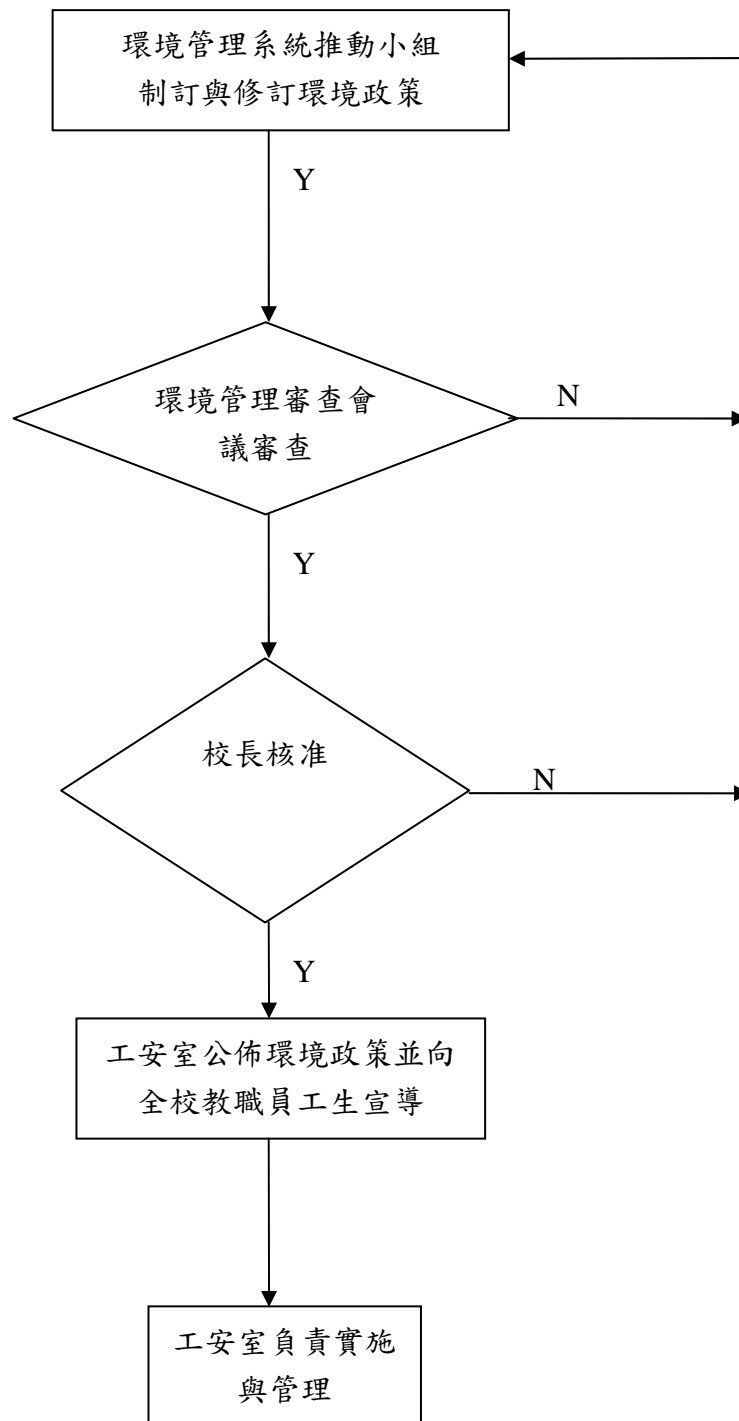 環境管理系統推動小組
制訂與修訂環境政策
Y
環境管理審查會
議審查
N
Y
校長核准
N
Y
工安室公佈環境政策並向
全校教職員工生宣導
工安室負責實施
與管理